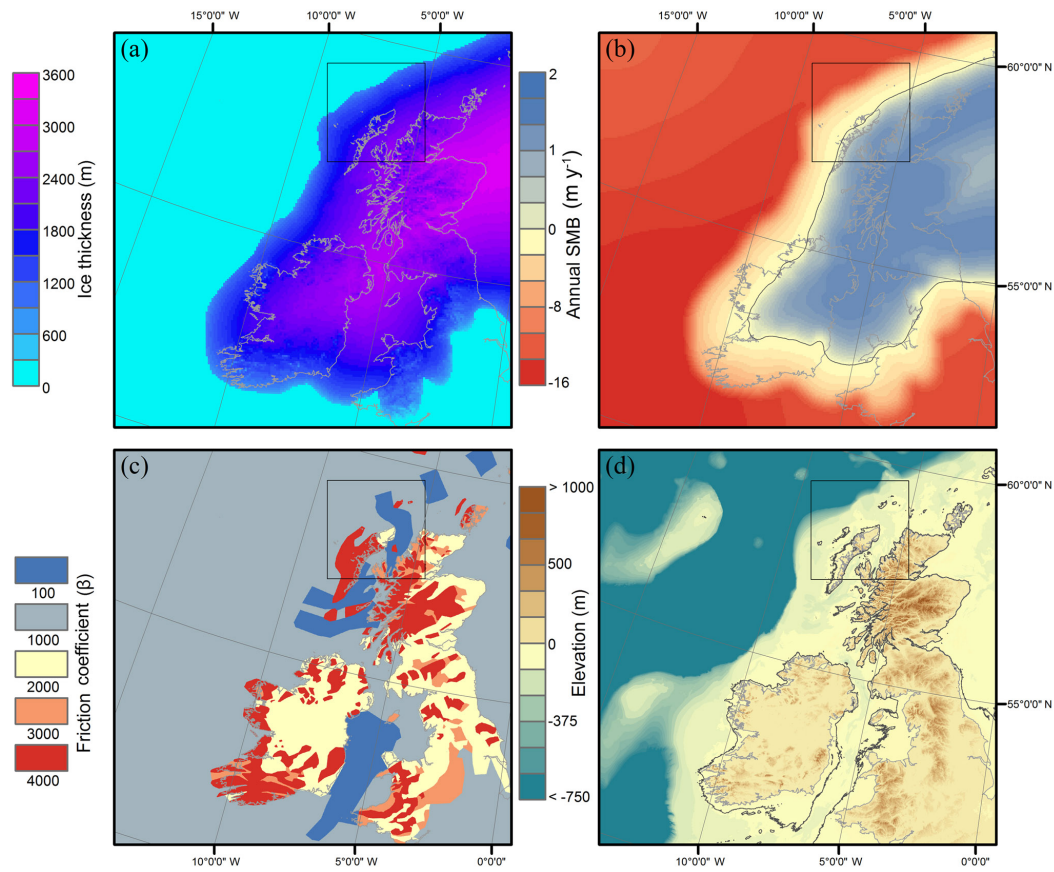 15°0'0" W 10°0'0" W 5°0'0" W
(a)
3600
3000
2400
1800
1200
600
0
Ice thickness (m)
(b)
2
1
0
-8
-16
Annual SMB (m y⁻¹)
60°0'0" N
55°0'0" N
(c)
100
1000
2000
3000
4000
Friction coefficient (β)
(d)
> 1000
500
0
-375
< -750
Elevation (m)
60°0'0" N
55°0'0" N
10°0'0" W 5°0'0" W 0°0'0"
10°0'0" W 5°0'0" W 0°0'0"
15°0'0" W 10°0'0" W 5°0'0" W